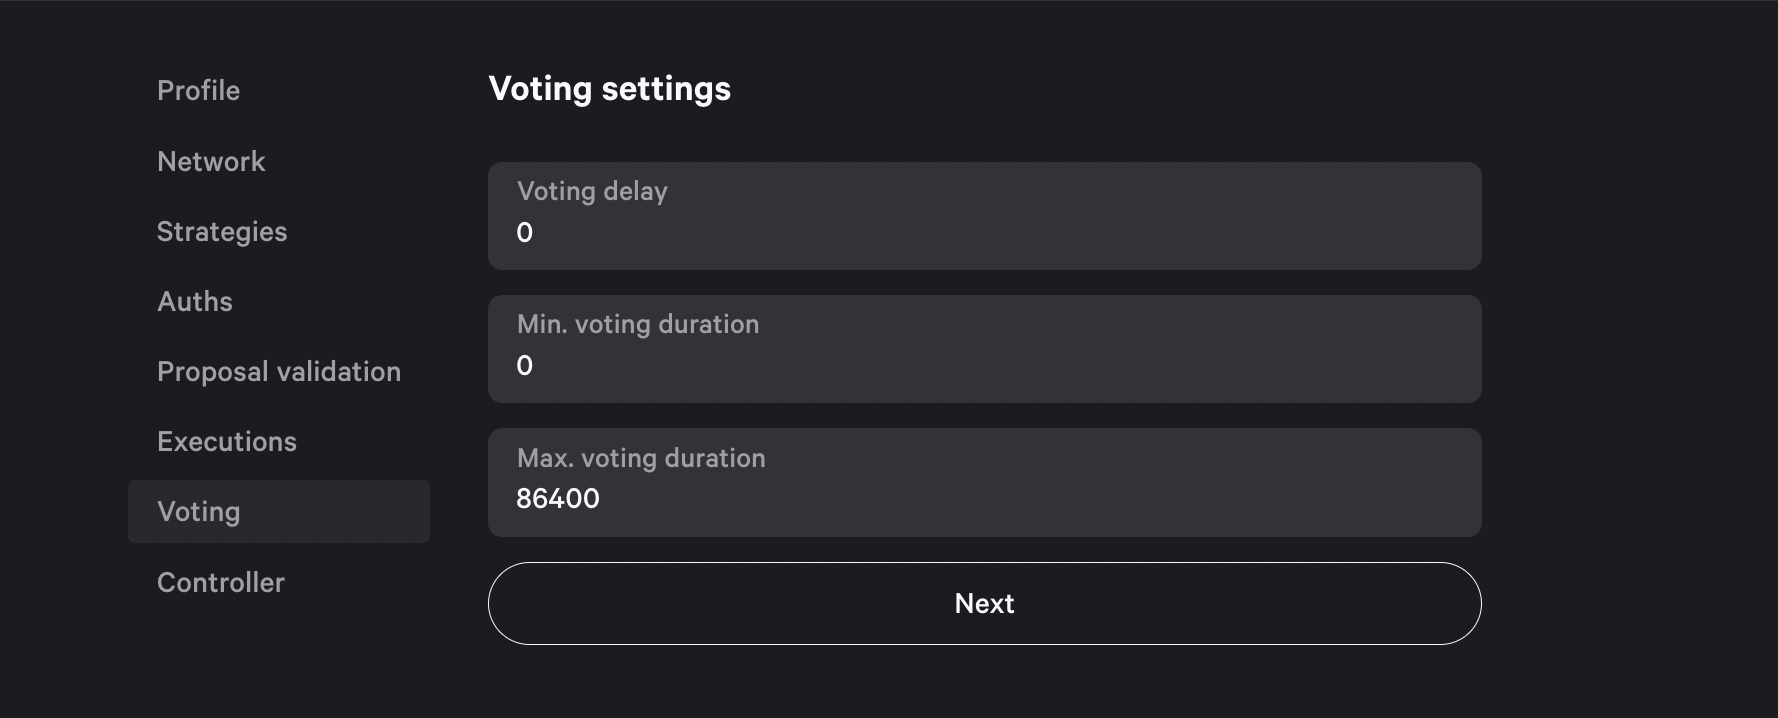 Profile
Network
Strategies
Auths
Proposal validation
Executions
Voting
Controller
Voting settings
Voting delay
0
Min. voting duration
0
Max. voting duration
86400
Next